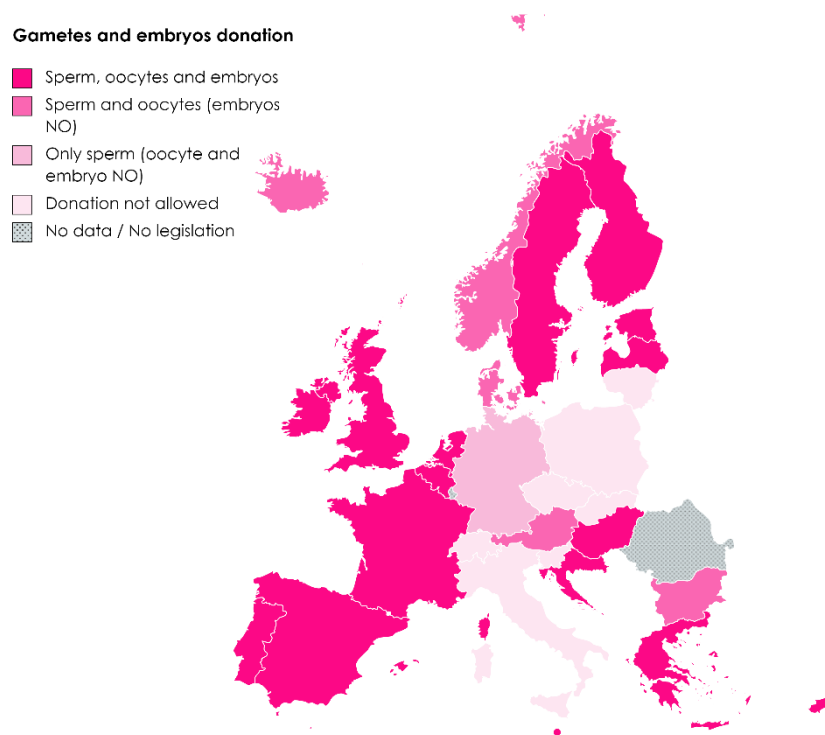 Gametes and embryos donation
Sperm, oocytes and embryos
Sperm and oocytes (embryos
NO)
Only sperm (oocyte and
embryo NO)
Donation not allowed
No data / No legislation